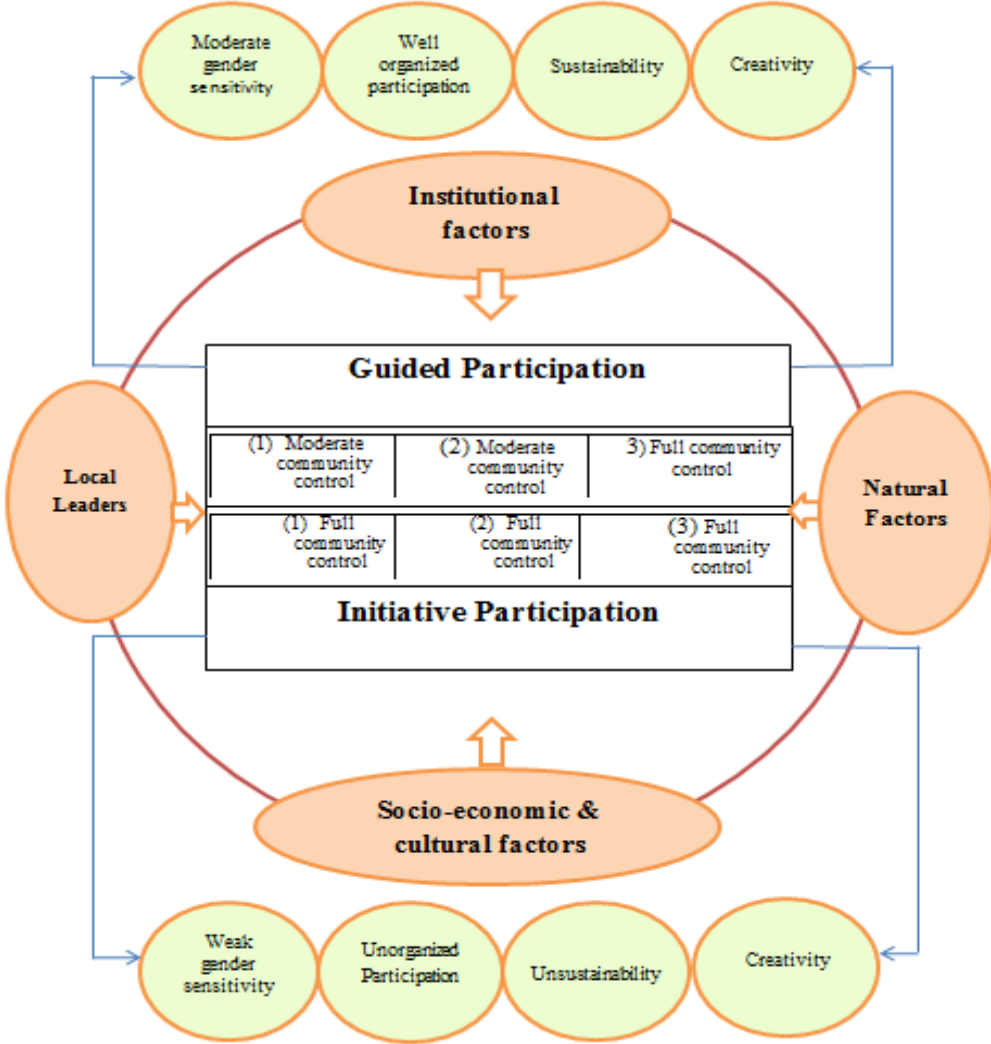 Moderate
gender
sensitivity
Well
organized
participation
Sustainability
Creativity
Institutional
factors
Guided Participation
Local
Leaders
(1) Moderate
community
control
(2) Moderate
community
control
3) Full community
control
Natural
Factors
(1) Full
community
control
(2) Full
community
control
(3) Full
community
control
Initiative Participation
Socio-economic &
cultural factors
Weak
gender
sensitivity
Unorganized
Participation
Unsustainability
Creativity